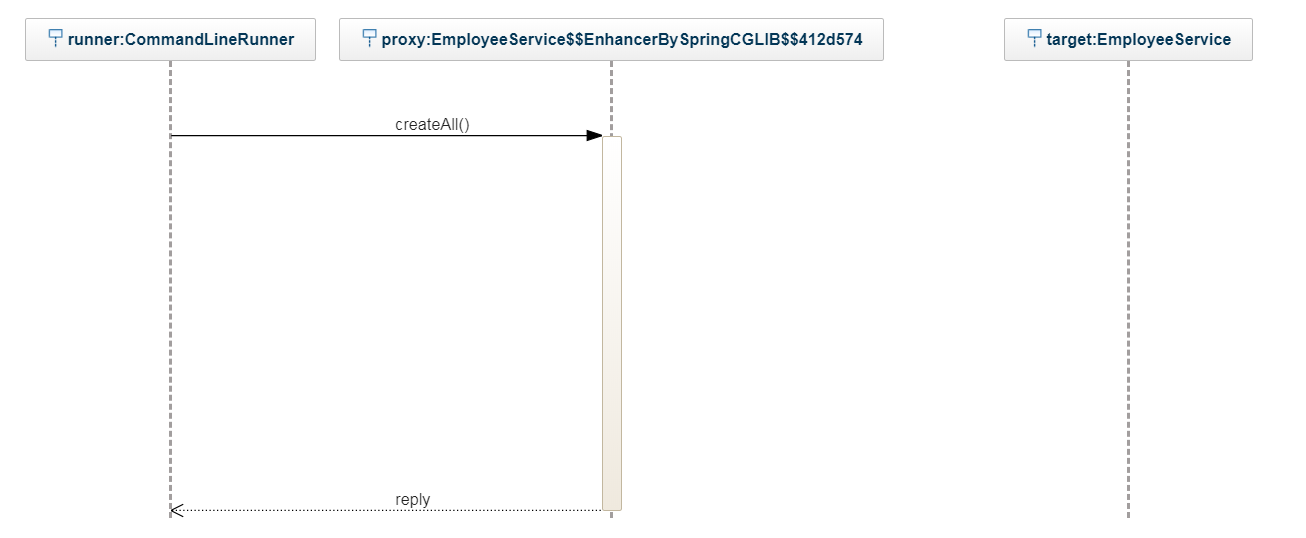 runner:CommandLineRunner
proxy:EmployeeService$$EnhancerBySpringCGLIB$$412d574
target:EmployeeService
createAll()
reply